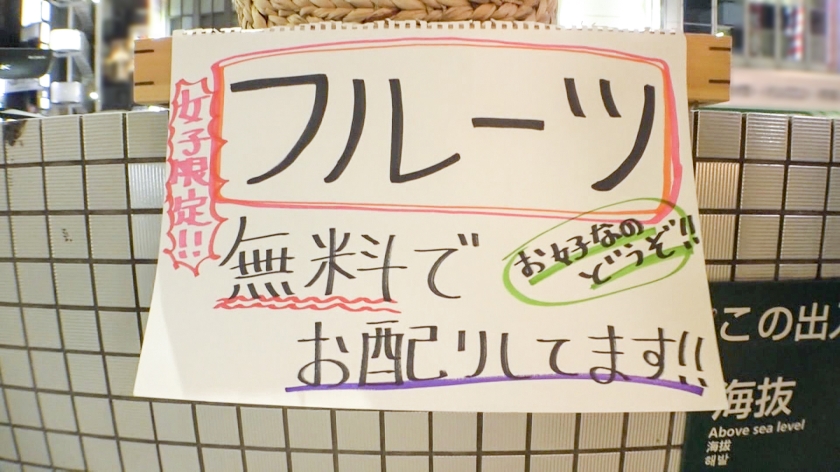 女子限定!!
フルーツ
無料で
お好なの
どうぞ!!
お配りしてます!!
この出入
海抜
Above sea level
海拔
해발